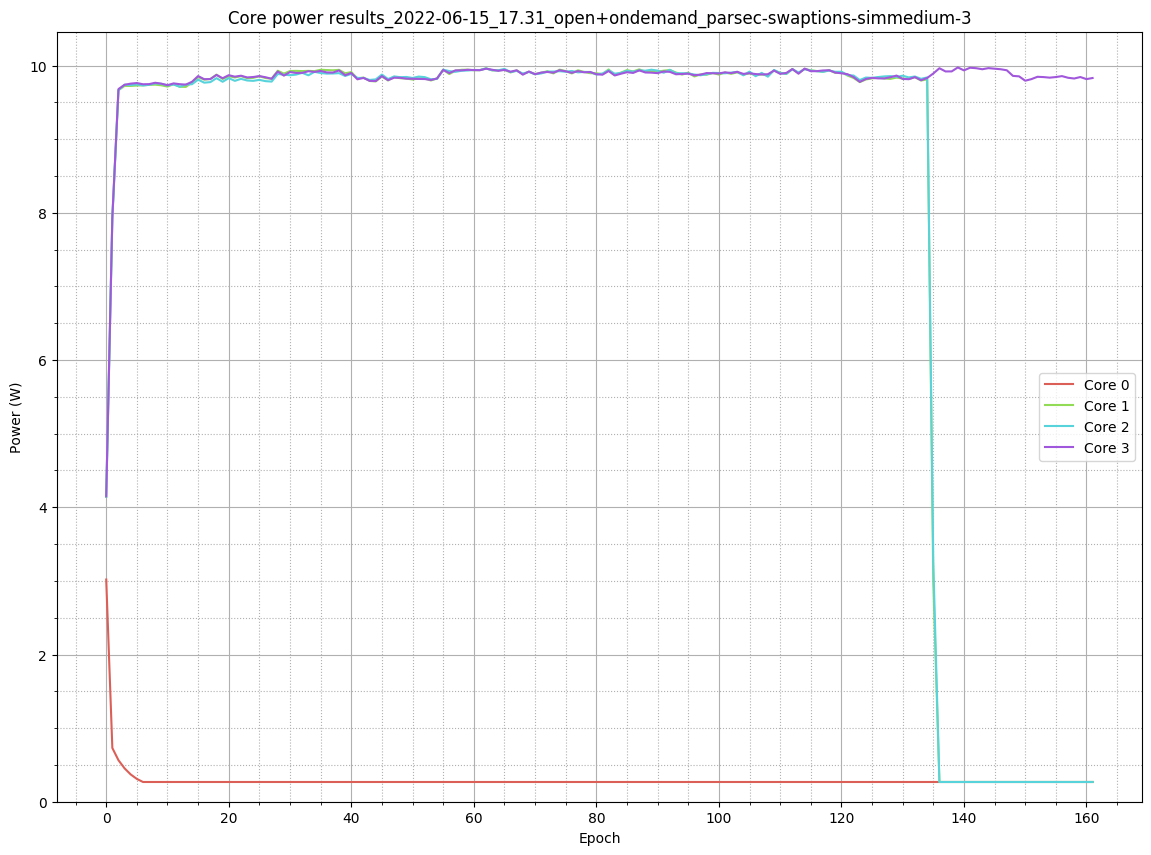 Core power results_2022-06-15_17.31_open+ondemand_parsec-swaptions-simmedium-3
10
8
6
4
2
0
Power (W)
Core 0
Core 1
Core 2
Core 3
0 20 40 60 80 100 120 140 160
Epoch